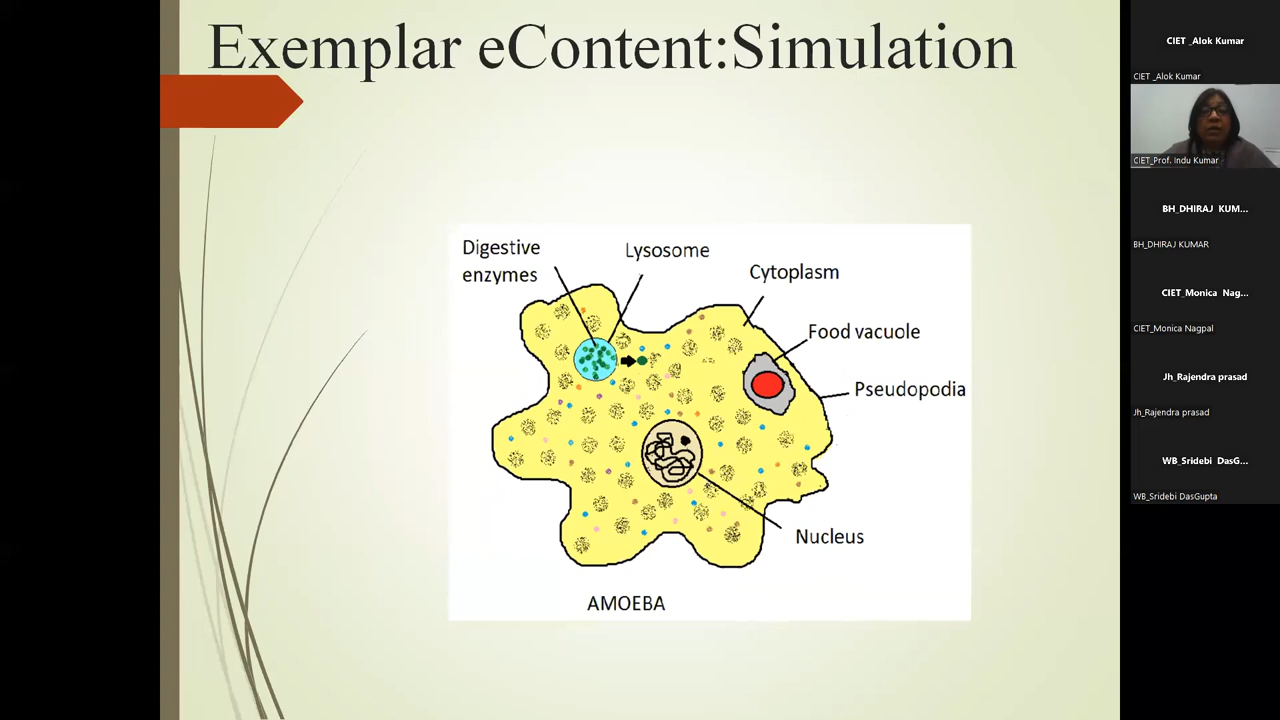 Exemplar eContent:Simulation
Digestive
enzymes
Lysosome
Cytoplasm
Food vacuole
Pseudopodia
Nucleus
AMOEBA
CIET _Alok Kumar
CIET _Alok Kumar
CIET_Prof. Indu Kumar
BH_DHIRAJ KUM...
BH_DHIRAJ KUMAR
CIET_Monica Nag...
CIET_Monica Nagpal
Jh_Rajendra prasad
Jh_Rajendra prasad
WB_Sridebi DasG...
WB_Sridebi DasGupta